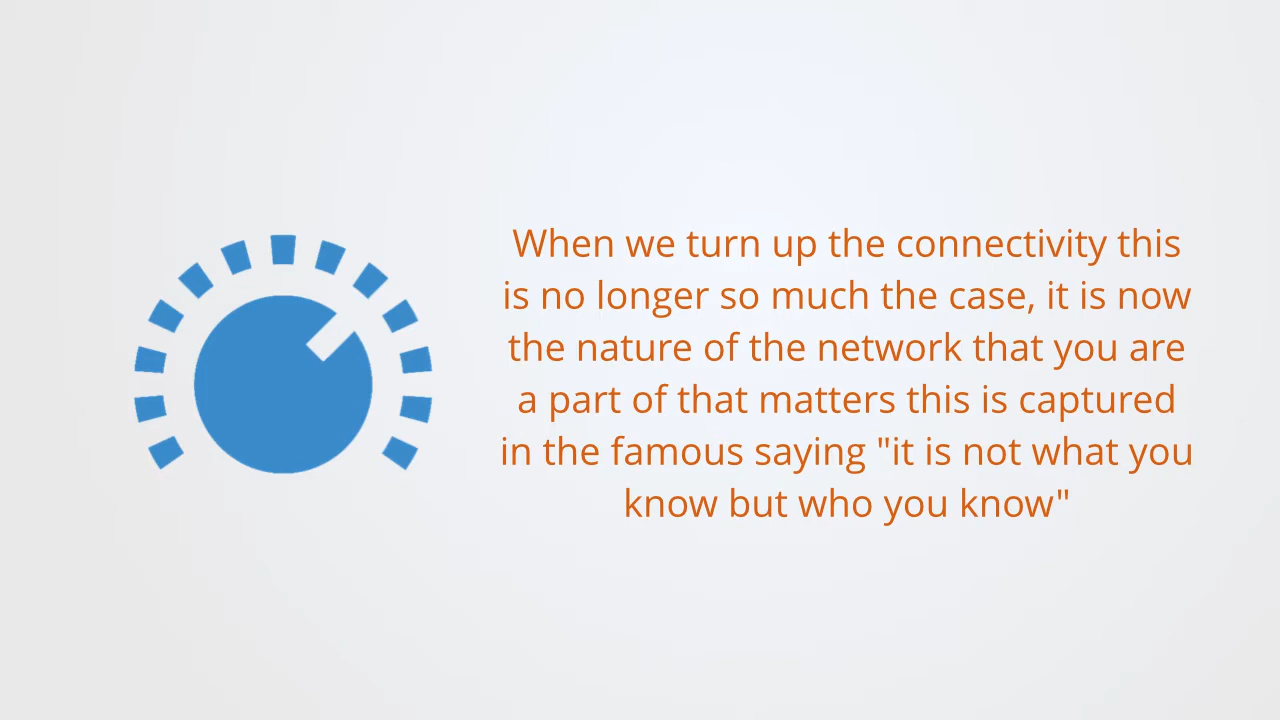 When we turn up the connectivity this
is no longer so much the case, it is now
the nature of the network that you are
a part of that matters this is captured
in the famous saying "it is not what you
know but who you know"